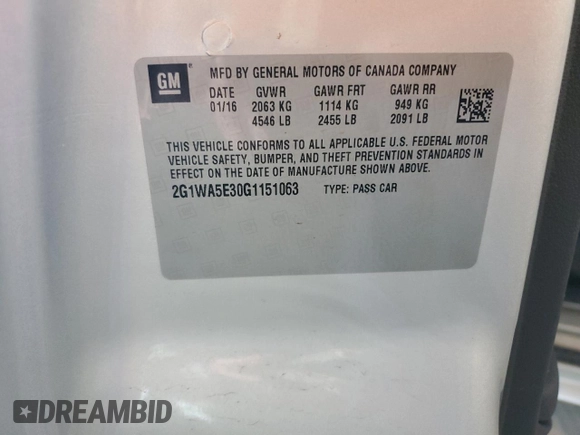 GM
MFD BY GENERAL MOTORS OF CANADA COMPANY
DATE GVWR GAWR FRT GAWR RR
01/16 2063 KG 1114 KG 949 KG
4546 LB 2455 LB 2091 LB
THIS VEHICLE CONFORMS TO ALL APPLICABLE U.S. FEDERAL MOTOR
VEHICLE SAFETY, BUMPER, AND THEFT PREVENTION STANDARDS IN
EFFECT ON THE DATE OF MANUFACTURE SHOWN ABOVE.
2G1WA5E30G1151063 TYPE: PASS CAR
DREAMBID